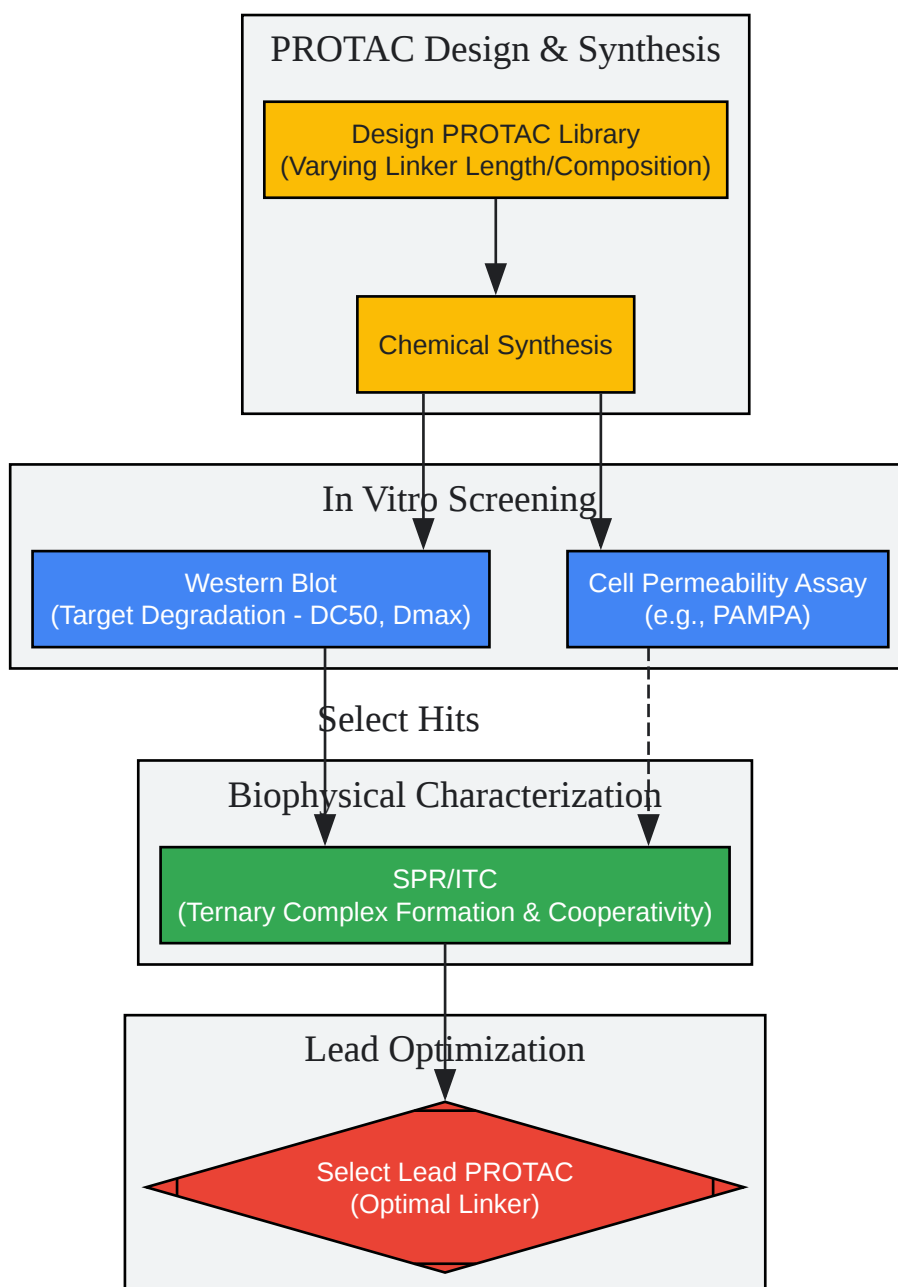 PROTAC Design & Synthesis
Design PROTAC Library
(Varying Linker Length/Composition)
Chemical Synthesis
In Vitro Screening
Western Blot
(Target Degradation - DC50, Dmax)
Cell Permeability Assay
(e.g., PAMPA)
Select Hits
Biophysical Characterization
SPR/ITC
(Ternary Complex Formation & Cooperativity)
Lead Optimization
Select Lead PROTAC
(Optimal Linker)